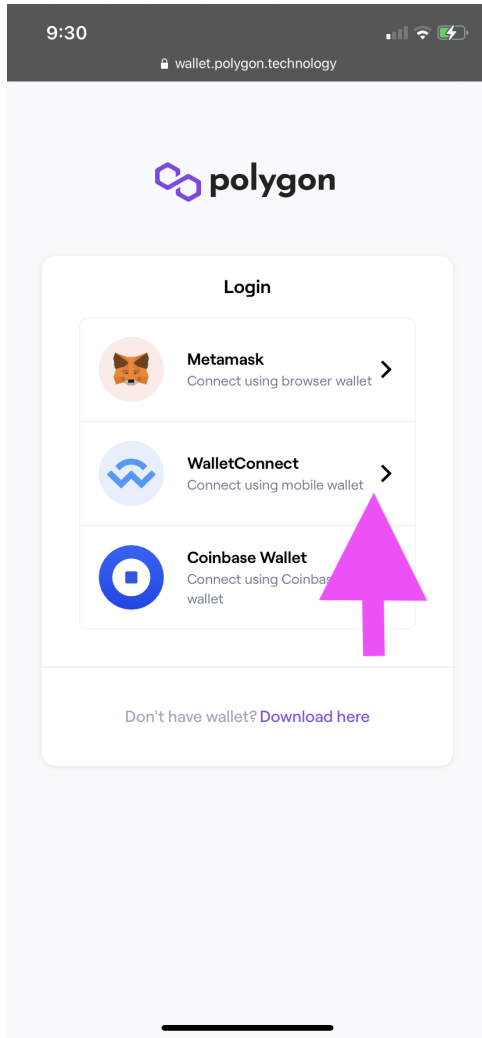 9:30
wallet.polygon.technology
polygon
Login
Metamask
Connect using browser wallet
WalletConnect
Connect using mobile wallet
Coinbase Wallet
Connect using
wallet
Don't have wallet? Download here